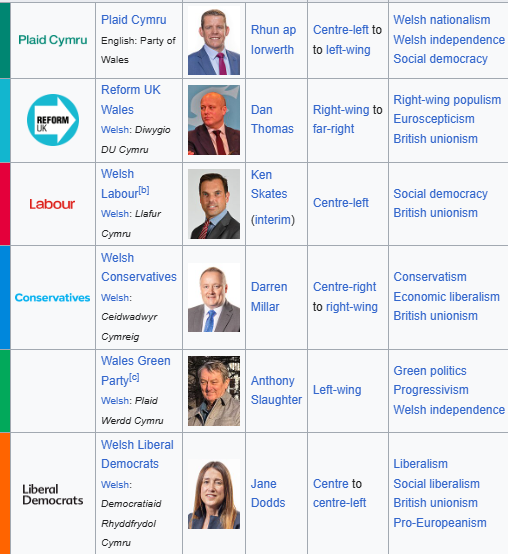 Plaid Cymru
Plaid Cymru
English: Party of
Wales
Rhun ap
Iorwerth
Centre-left to
to left-wing
Welsh nationalism
Welsh independence
Social democracy
REFORM
UK
Reform UK
Wales
Welsh: Diwygio
DU Cymru
Dan
Thomas
Right-wing to
far-right
Right-wing populism
Euroscepticism
British unionism
Labour
Welsh
Labour[b]
Welsh: Llafur
Cymru
Ken
Skates
(interim)
Centre-left
Social democracy
British unionism
Conservatives
Welsh
Conservatives
Welsh:
Ceidwadwyr
Cymreig
Darren
Millar
Centre-right
to right-wing
Conservatism
Economic liberalism
British unionism
Wales Green
Party[c]
Welsh: Plaid
Werdd Cymru
Anthony
Slaughter
Left-wing
Green politics
Progressivism
Welsh independence
Liberal
Democrats
Welsh Liberal
Democrats
Welsh:
Democratiaid
Rhyddfrydol
Cymru
Jane
Dodds
Centre to
centre-left
Liberalism
Social liberalism
British unionism
Pro-Europeanism